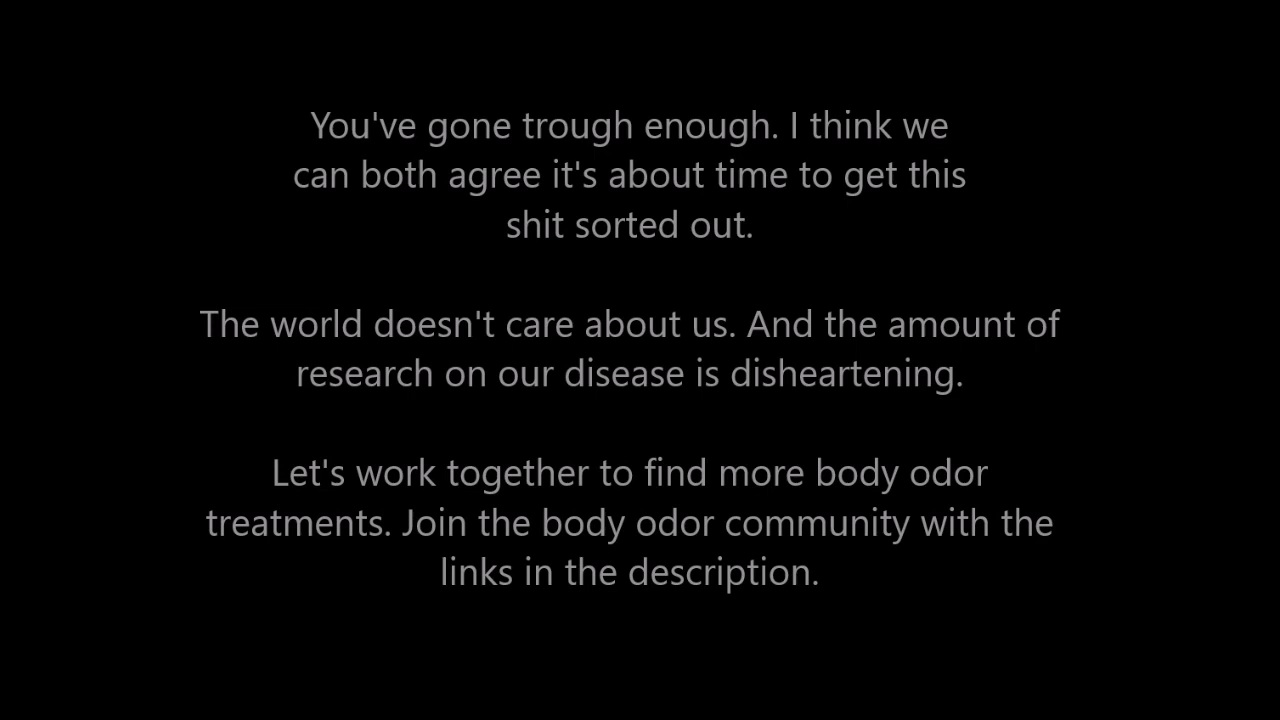 You've gone trough enough. I think we
can both agree it's about time to get this
shit sorted out.
The world doesn't care about us. And the amount of
research on our disease is disheartening.
Let's work together to find more body odor
treatments. Join the body odor community with the
links in the description.